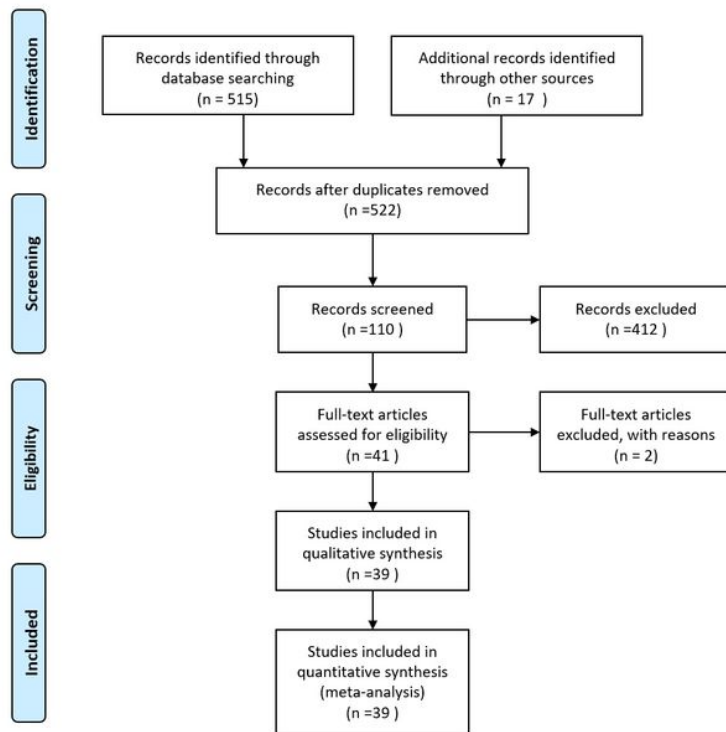 Identification
Records identified through
database searching
(n = 515)
Additional records identified
through other sources
(n = 17 )
Records after duplicates removed
(n =522)
Screening
Records screened
(n =110 )
Records excluded
(n =412 )
Eligibility
Full-text articles
assessed for eligibility
(n =41 )
Full-text articles
excluded, with reasons
(n = 2)
Studies included in
qualitative synthesis
(n =39 )
Included
Studies included in
quantitative synthesis
(meta-analysis)
(n =39 )